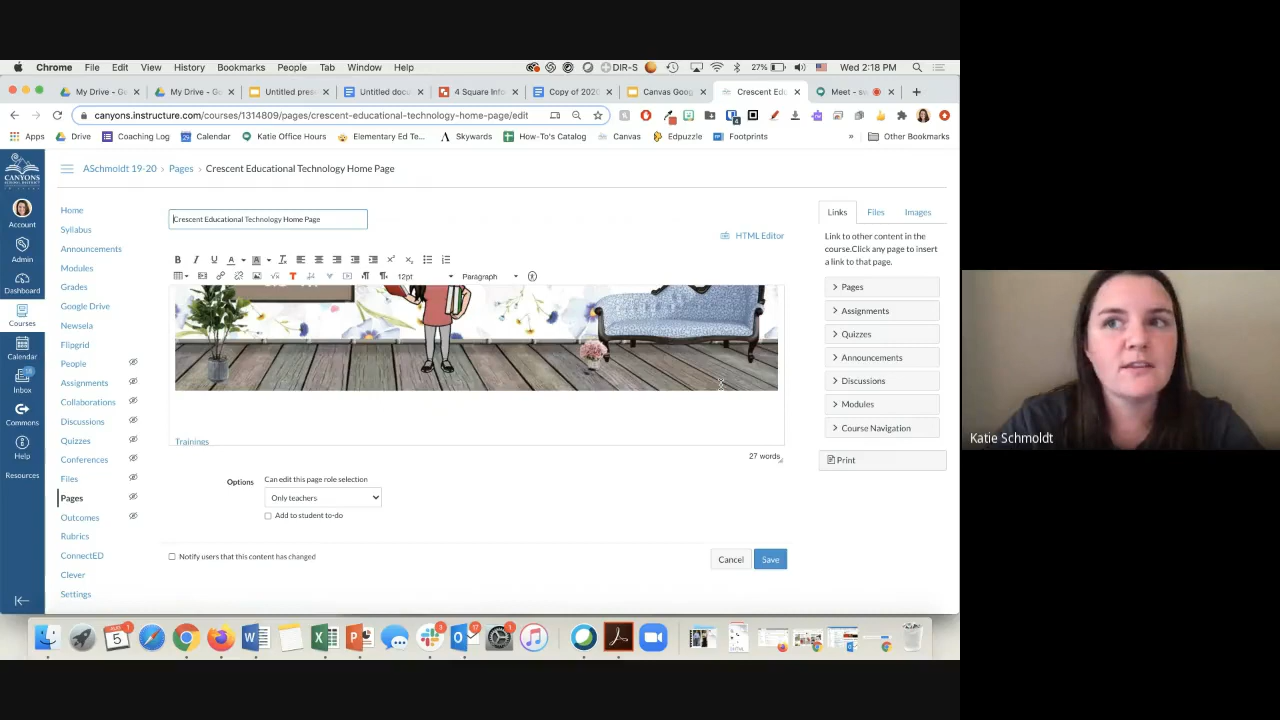 Chrome File Edit View History Bookmarks People Tab Window Help DIR-S 27% Wed 2:18 PM
My Drive - G My Drive - G Untitled pres Untitled docu 4 Square Info Copy of 2020 Canvas Goog Crescent Edu Meet - sv
canyons.instructure.com/courses/1314809/pages/crescent-educational-technology-home-page/edit
Apps Drive Coaching Log Calendar Katie Office Hours Elementary Ed Te... Skywards How-To's Catalog Canvas Edpuzzle Footprints » Other Bookmarks
CANYONS
Account
Admin
Dashboard
Courses
Calendar
Inbox
Commons
Help
Resources
ASchmoldt 19-20 > Pages > Crescent Educational Technology Home Page
Home
Syllabus
Announcements
Modules
Grades
Google Drive
Newsela
Flipgrid
People
Assignments
Collaborations
Discussions
Quizzes
Conferences
Files
Pages
Outcomes
Rubrics
ConnectED
Clever
Settings
Crescent Educational Technology Home Page
HTML Editor
B I U A A
12pt Paragraph
Trainings
27 words
Options
Can edit this page role selection
Only teachers
Add to student to-do
Notify users that this content has changed
Cancel Save
Links Files Images
Link to other content in the
course.Click any page to insert
a link to that page.
Pages
Assignments
Quizzes
Announcements
Discussions
Modules
Course Navigation
Print
Katie Schmoldt